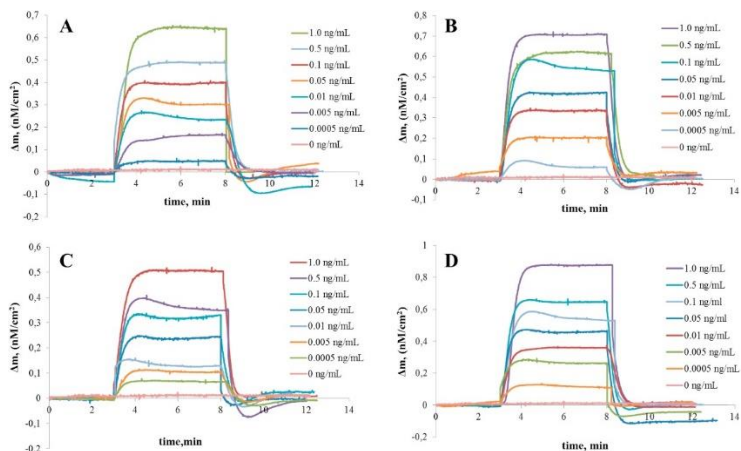 A
Δm, (nM/cm²)
0,7
0,6
0,5
0,4
0,3
0,2
0,1
0
-0,1
-0,2
0 2 4 6 8 10 12 14
time, min
1.0 ng/mL
0.5 ng/mL
0.1 ng/mL
0.05 ng/mL
0.01 ng/mL
0.005 ng/mL
0.0005 ng/mL
0 ng/mL
B
Δm, (nM/cm²)
0,8
0,7
0,6
0,5
0,4
0,3
0,2
0,1
0
-0,1
0 2 4 6 8 10 12 14
time, min
1.0 ng/mL
0.5 ng/mL
0.1 ng/mL
0.05 ng/mL
0.01 ng/mL
0.005 ng/mL
0.0005 ng/mL
0 ng/mL
C
Δm, (nM/cm²)
0,6
0,5
0,4
0,3
0,2
0,1
0
-0,1
-0,2
0 2 4 6 8 10 12 14
time,min
1.0 ng/mL
0.5 ng/mL
0.1 ng/mL
0.05 ng/mL
0.01 ng/mL
0.005 ng/mL
0.0005 ng/mL
0 ng/mL
D
Δm, (nM/cm²)
1
0,8
0,6
0,4
0,2
0
-0,2
0 2 4 6 8 10 12 14
time, min
1.0 ng/mL
0.5 ng/mL
0.1 ng/ml
0.05 ng/ml
0.01 ng/mL
0.005 ng/mL
0.0005 ng/mL
0 ng/mL